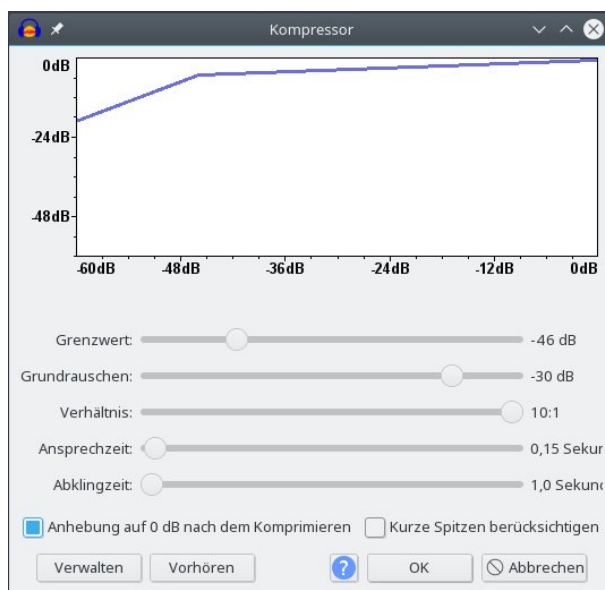 Kompressor
0dB
-24dB
-48dB
-60dB -48dB -36dB -24dB -12dB 0dB
Grenzwert: -46 dB
Grundrauschen: -30 dB
Verhältnis: 10:1
Ansprechzeit: 0,15 Sekur
Abklingzeit: 1,0 Sekund
Anhebung auf 0 dB nach dem Komprimieren Kurze Spitzen berücksichtigen
Verwalten Vorhören ? OK Abbrechen